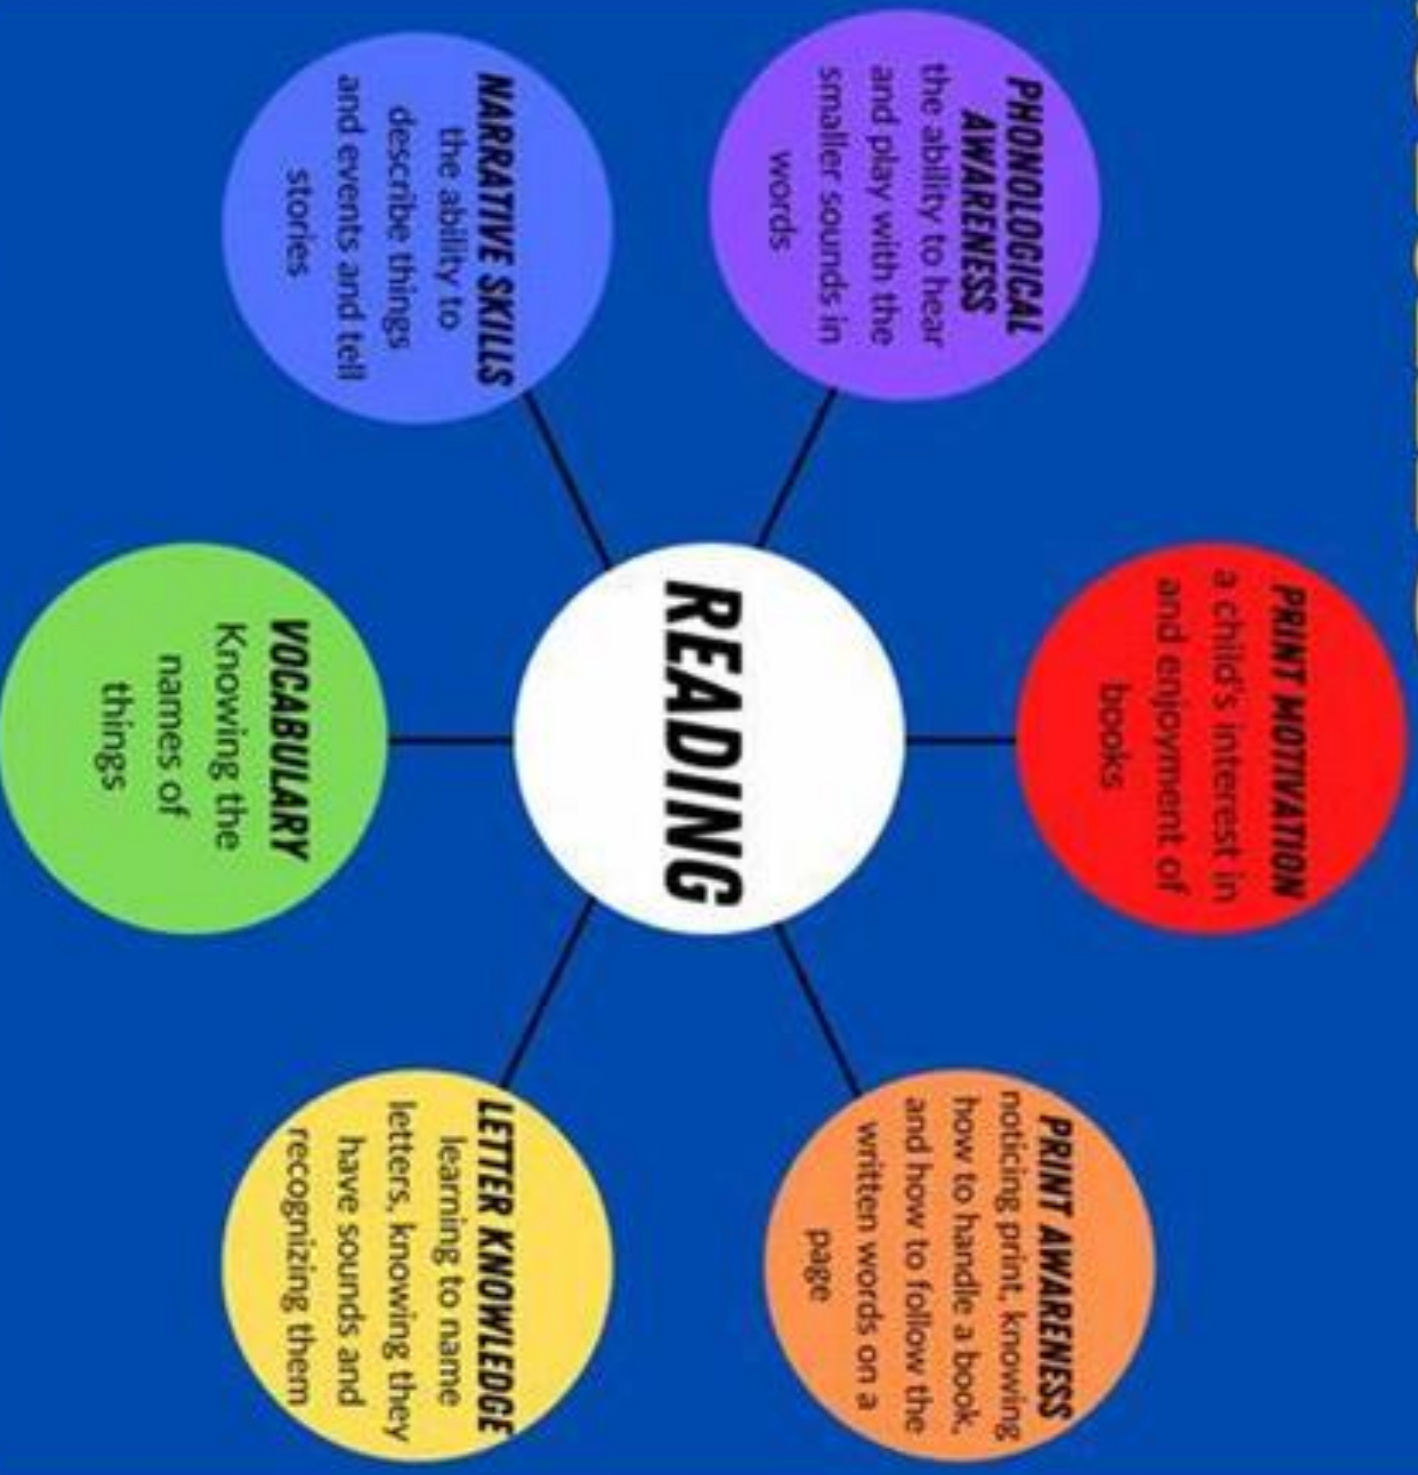 PRINT MOTIVATION
a child's interest in
and enjoyment of
books
PRINT AWARENESS
noticing print, knowing
how to handle a book,
and how to follow the
written words on a
page
LETTER KNOWLEDGE
learning to name
letters, knowing they
have sounds and
recognizing them
VOCABULARY
Knowing the
names of
things
NARRATIVE SKILLS
the ability to
describe things
and events and tell
stories
PHONOLOGICAL
AWARENESS
the ability to hear
and play with the
smaller sounds in
words
READING